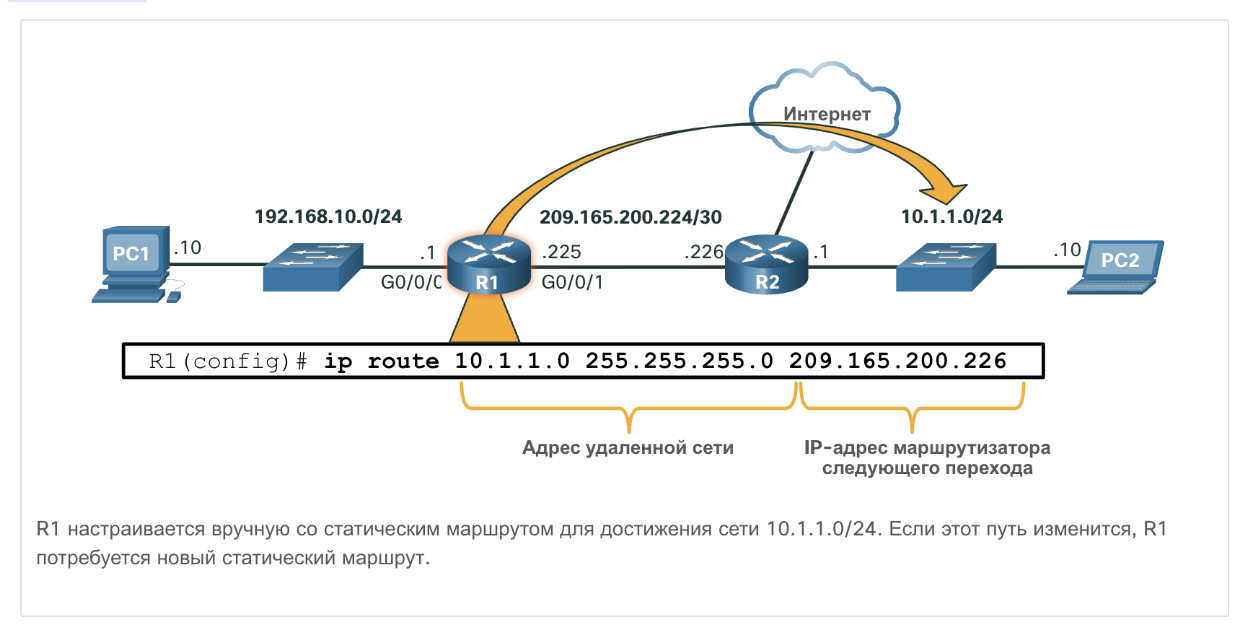 Интернет
192.168.10.0/24
209.165.200.224/30
10.1.1.0/24
PC1
.10
.1
.225
.226
.1
.10
PC2
G0/0/0
R1
G0/0/1
R2
R1(config)# ip route 10.1.1.0 255.255.255.0 209.165.200.226
Адрес удаленной сети
IP-адрес маршрутизатора
следующего перехода
R1 настраивается вручную со статическим маршрутом для достижения сети 10.1.1.0/24. Если этот путь изменится, R1
потребуется новый статический маршрут.